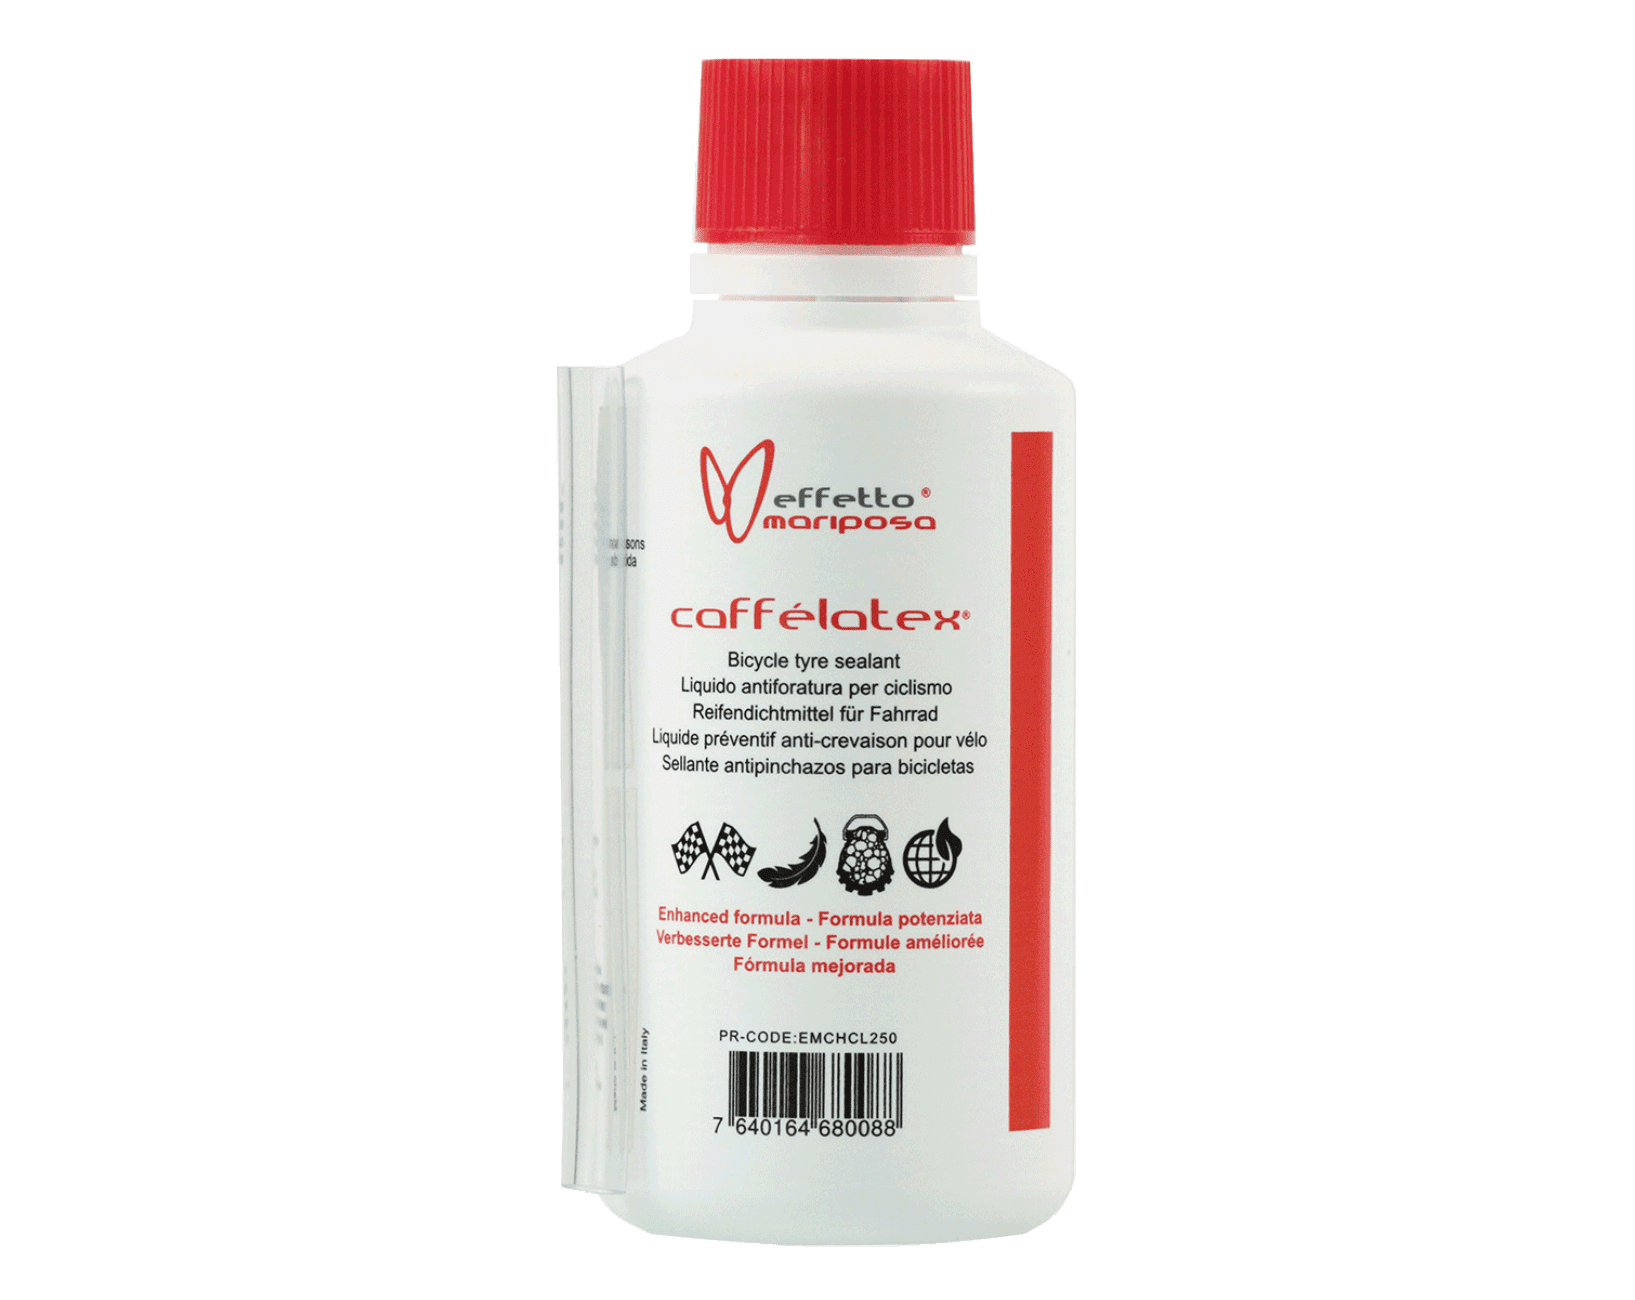 effetto®
mariposa
sons
da
caffélatex®
Bicycle tyre sealant
Liquido antiforatura per ciclismo
Reifendichtmittel für Fahrrad
Liquide préventif anti-crevaison pour vélo
Sellante antipinchazos para bicicletas
Enhanced formula - Formula potenziata
Verbesserte Formel - Formule améliorée
Fórmula mejorada
PR-CODE:EMCHCL250
7 640164 680088
Made in Italy